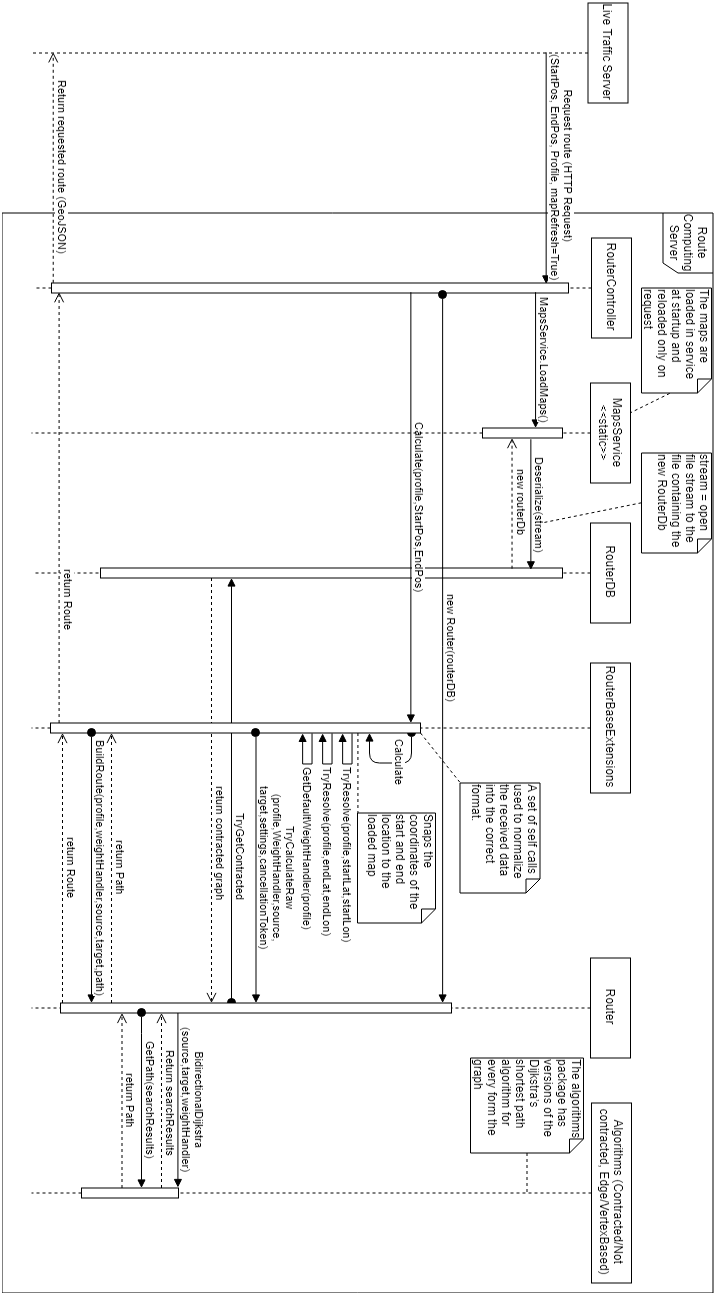 Live Traffic Server
Route
Computing
Server
RouterController
MapsService
<<static>>
RouterDB
RouterBaseExtensions
Router
Algorithms (Contracted/Not
contracted, Edge/VertexBased)
The maps are
loaded in service
at startup and
reloaded only on
request
stream = open
file stream to the
file containing the
new RouterDb
Request route (HTTP Request)
(StartPos, EndPos, Profile, mapRefresh=True)
MapsService.LoadMaps()
Deserialize(stream)
new routerDb
new Router(routerDB)
Calculate(profile,StartPos,EndPos)
Calculate
A set of self calls
used to normalize
the received data
into the correct
format.
TryResolve(profile,startLat,startLon)
TryResolve(profile,endLat,endLon)
GetDefaultWeightHandler(profile)
Snaps the
coordinates of the
start and end
location to the
loaded map
TryCalculateRaw
(profile,WeightHandler,source,
target,settings,cancellationToken)
TryGetContracted
return contracted graph
The algorithms
package has
versions of the
Dijkstra's
shortest path
algorithm for
every form the
graph
BidirectionalDijkstra
(source,target,weightHandler)
Return searchResults
GetPath(searchResults)
return Path
return Path
BuildRoute(profile,weightHandler,source,target,path)
return Route
return Route
Return requested route (GeoJSON)